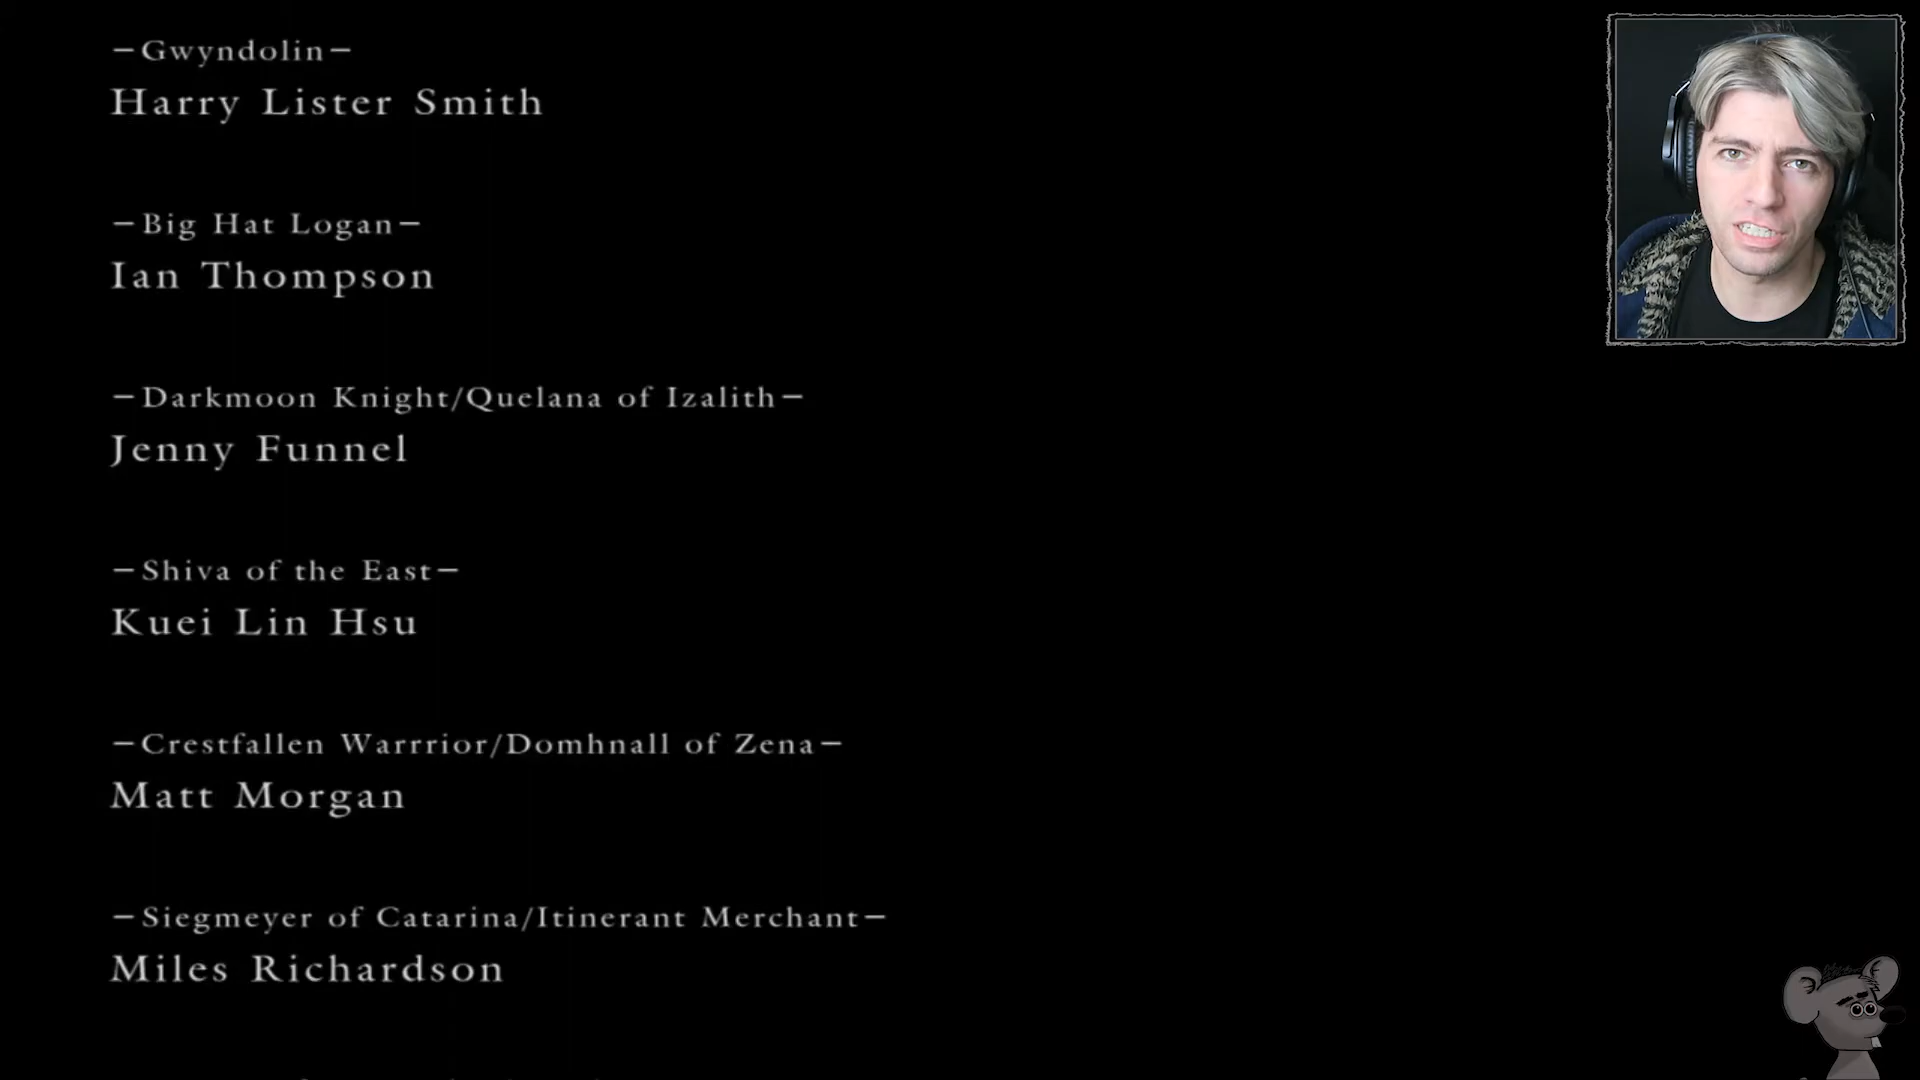 —Gwyndolin—
Harry Lister Smith
—Big Hat Logan—
Ian Thompson
—Darkmoon Knight/Quelana of Izalith—
Jenny Funnel
—Shiva of the East—
Kuei Lin Hsu
—Crestfallen Warrrior/Domhnall of Zena—
Matt Morgan
—Siegmeyer of Catarina/Itinerant Merchant—
Miles Richardson